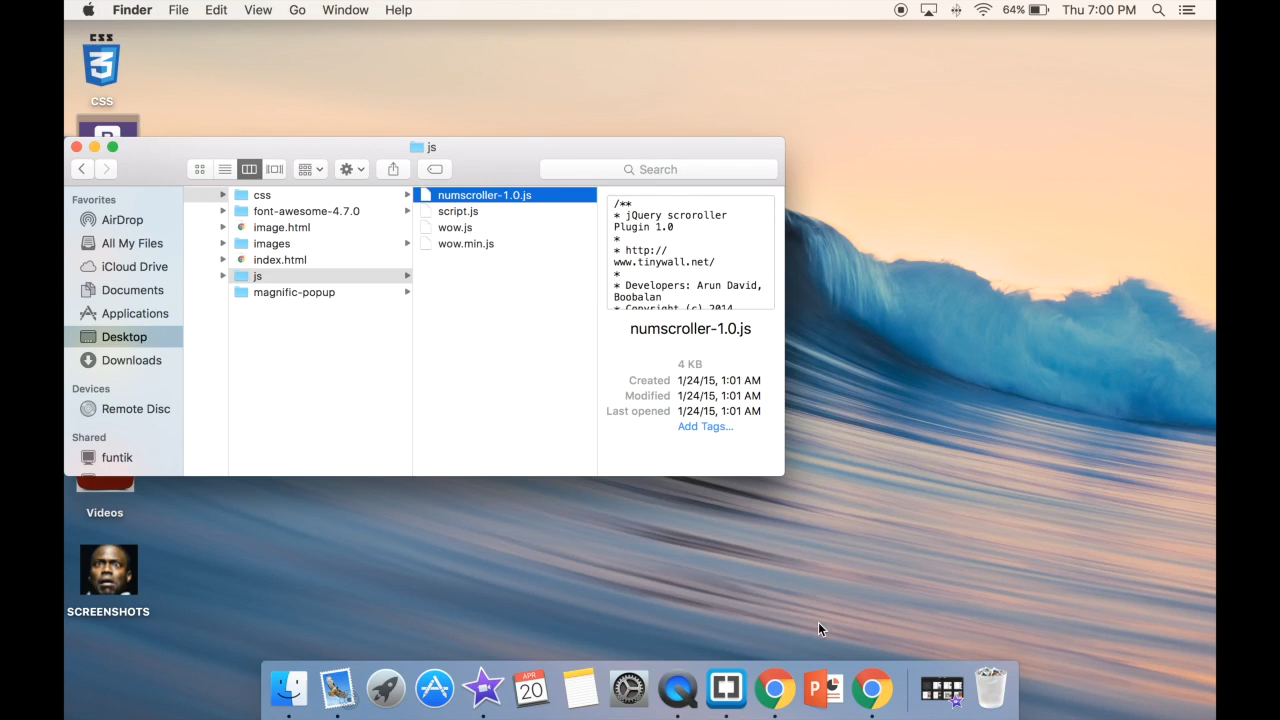 Finder File Edit View Go Window Help 64% Thu 7:00 PM
CSS
3
CSS
js
Search
Favorites
AirDrop
All My Files
iCloud Drive
Documents
Applications
Desktop
Downloads
Devices
Remote Disc
Shared
funtik
css
font-awesome-4.7.0
image.html
images
index.html
js
magnific-popup
numscroller-1.0.js
script.js
wow.js
wow.min.js
/**
* jQuery scroroller
Plugin 1.0
*
* http://
www.tinywall.net/
*
* Developers: Arun David,
Boobalan
* Copyright (c) 2014
numscroller-1.0.js
4 KB
Created 1/24/15, 1:01 AM
Modified 1/24/15, 1:01 AM
Last opened 1/24/15, 1:01 AM
Add Tags...
Videos
SCREENSHOTS
APR
20